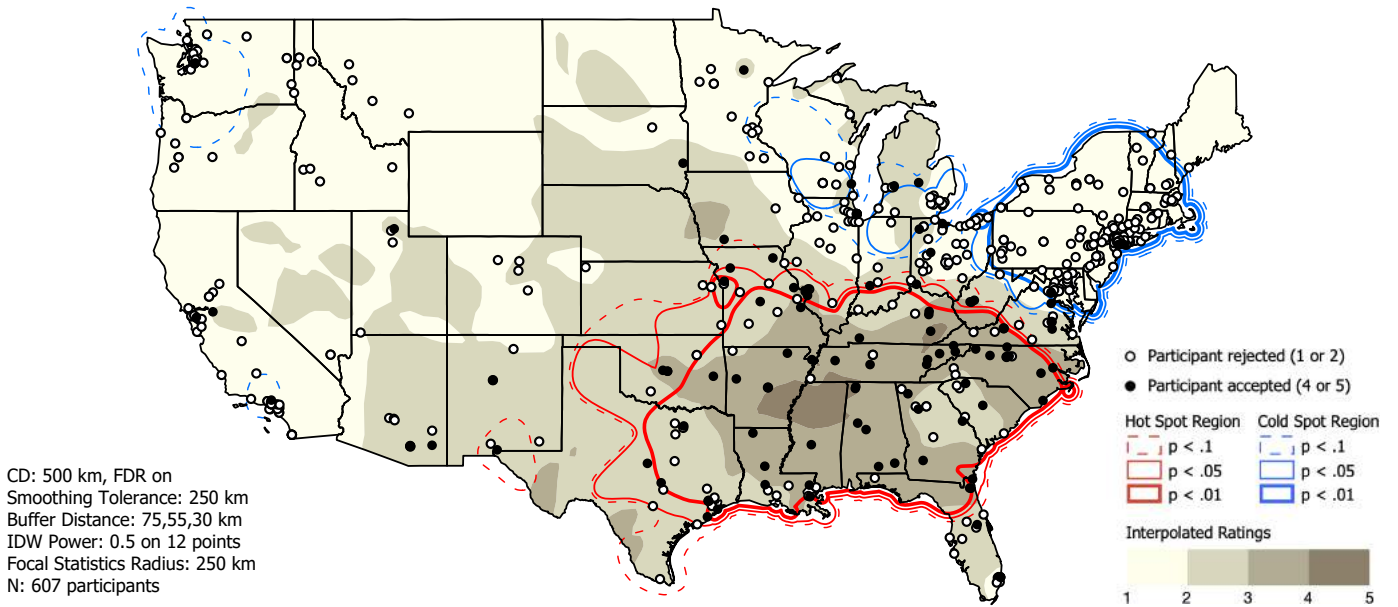 CD: 500 km, FDR on
Smoothing Tolerance: 250 km
Buffer Distance: 75,55,30 km
IDW Power: 0.5 on 12 points
Focal Statistics Radius: 250 km
N: 607 participants
Participant rejected (1 or 2)
Participant accepted (4 or 5)
Hot Spot Region Cold Spot Region
p < .1 p < .1
p < .05 p < .05
p < .01 p < .01
Interpolated Ratings
1 2 3 4 5